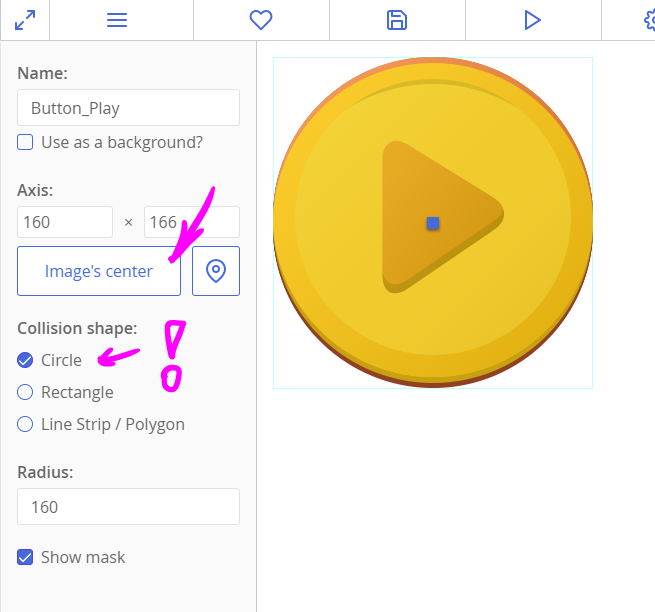 Name:
Button_Play
Use as a background?
Axis:
160 × 166
Image's center
Collision shape:
Circle !
Rectangle
Line Strip / Polygon
Radius:
160
Show mask